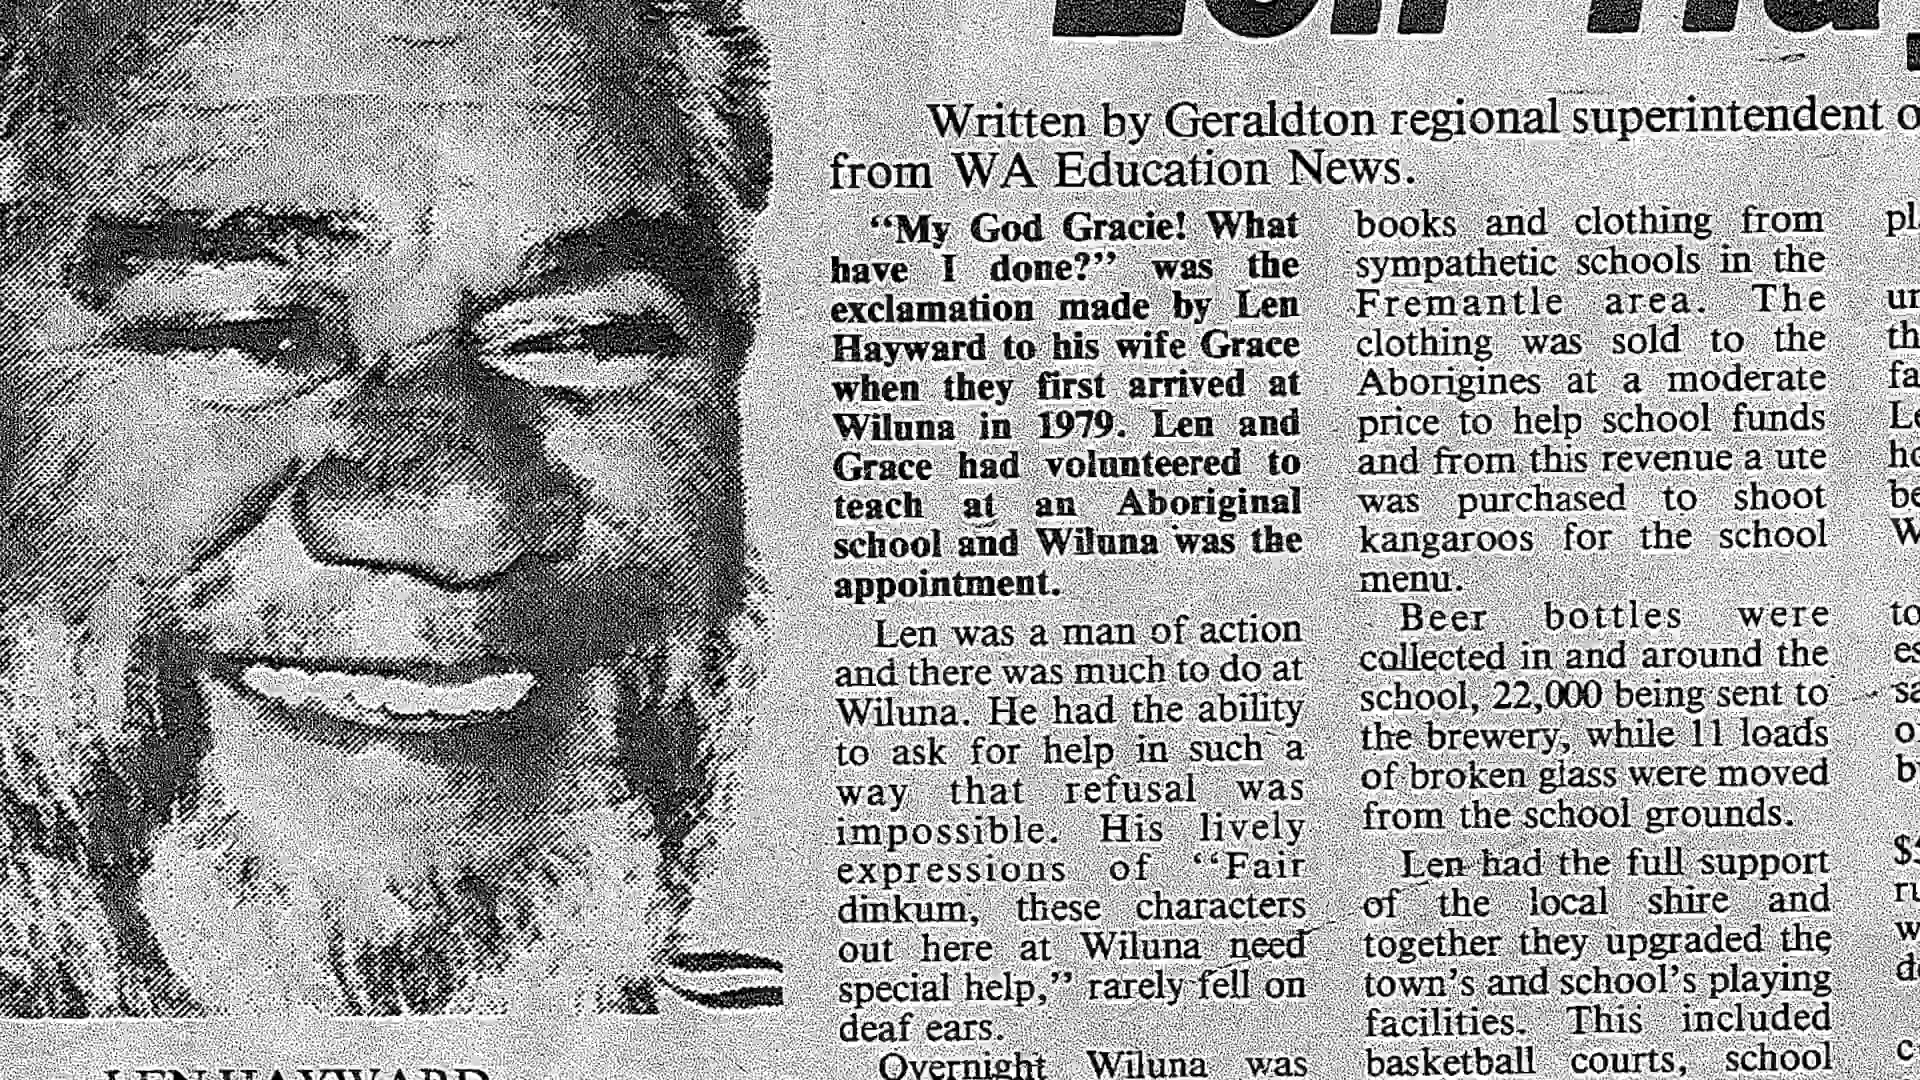 Written by Geraldton regional superintendent
from WA Education News.
“My God Gracie! What
have I done?” was the
exclamation made by Len
Hayward to his wife Grace
when they first arrived at
Wiluna in 1979. Len and
Grace had volunteered to
teach at an Aboriginal
school and Wiluna was the
appointment.
Len was a man of action
and there was much to do at
Wiluna. He had the ability
to ask for help in such a
way that refusal was
impossible. His lively
expressions of “Fair
dinkum, these characters
out here at Wiluna need
special help,” rarely fell on
deaf ears.
Overnight Wiluna was
books and clothing from
sympathetic schools in the
Fremantle area. The
clothing was sold to the
Aborigines at a moderate
price to help school funds
and from this revenue a ute
was purchased to shoot
kangaroos for the school
menu.
Beer bottles were
collected in and around the
school, 22,000 being sent to
the brewery, while 11 loads
of broken glass were moved
from the school grounds.
Len had the full support
of the local shire and
together they upgraded the
town’s and school’s playing
facilities. This included
basketball courts, school
LEN HAYWARD